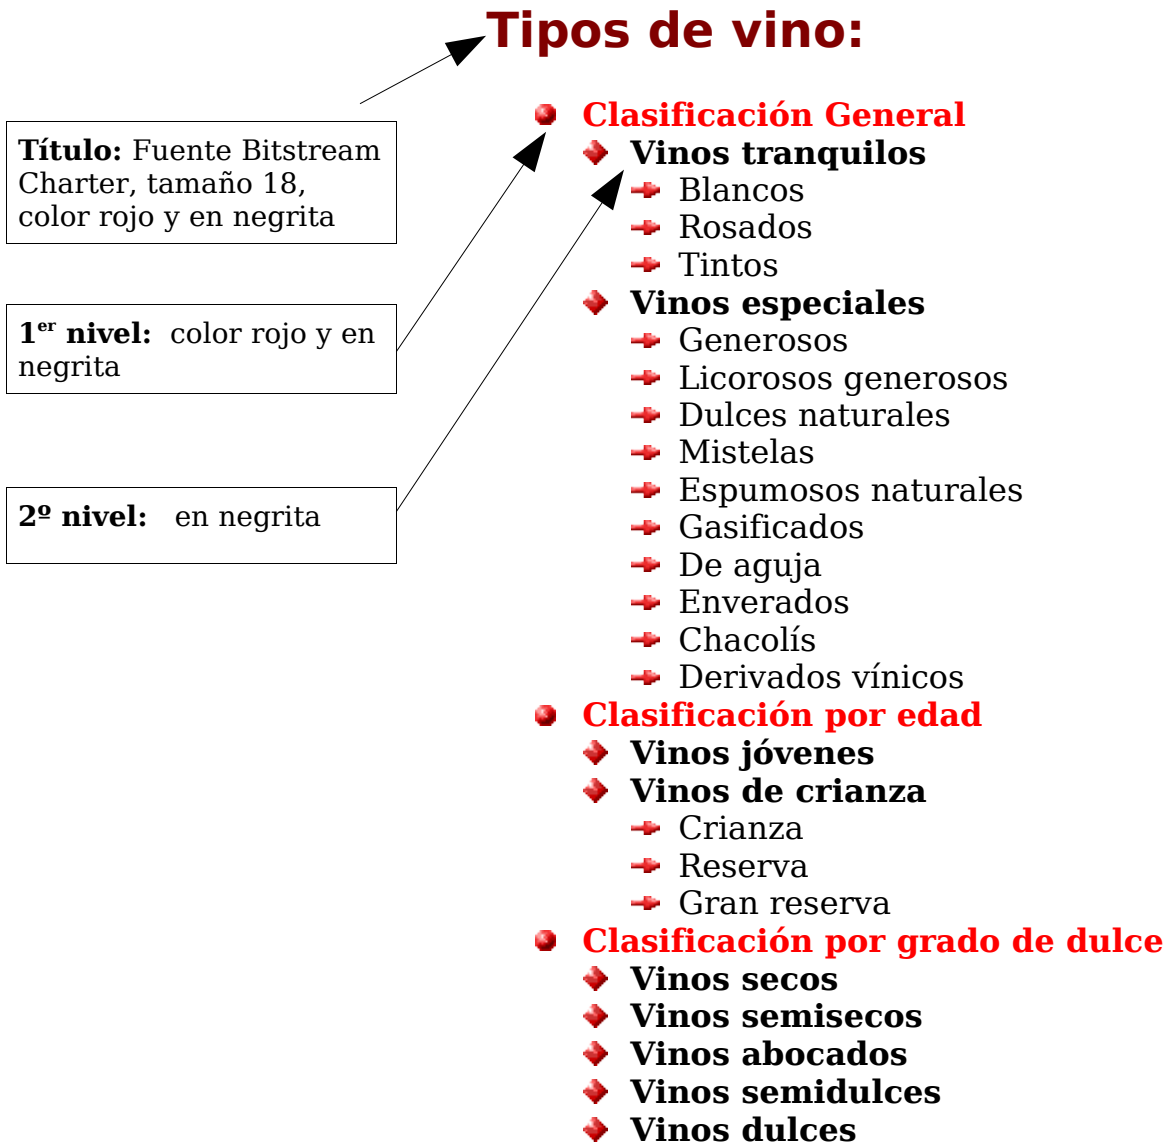 Tipos de vino:
Título: Fuente Bitstream
Charter, tamaño 18,
color rojo y en negrita
1er nivel:  color rojo y en
negrita
2º nivel:   en negrita
Clasificación General
Vinos tranquilos
Blancos
Rosados
Tintos
Vinos especiales
Generosos
Licorosos generosos
Dulces naturales
Mistelas
Espumosos naturales
Gasificados
De aguja
Enverados
Chacolís
Derivados vínicos
Clasificación por edad
Vinos jóvenes
Vinos de crianza
Crianza
Reserva
Gran reserva
Clasificación por grado de dulce
Vinos secos
Vinos semisecos
Vinos abocados
Vinos semidulces
Vinos dulces